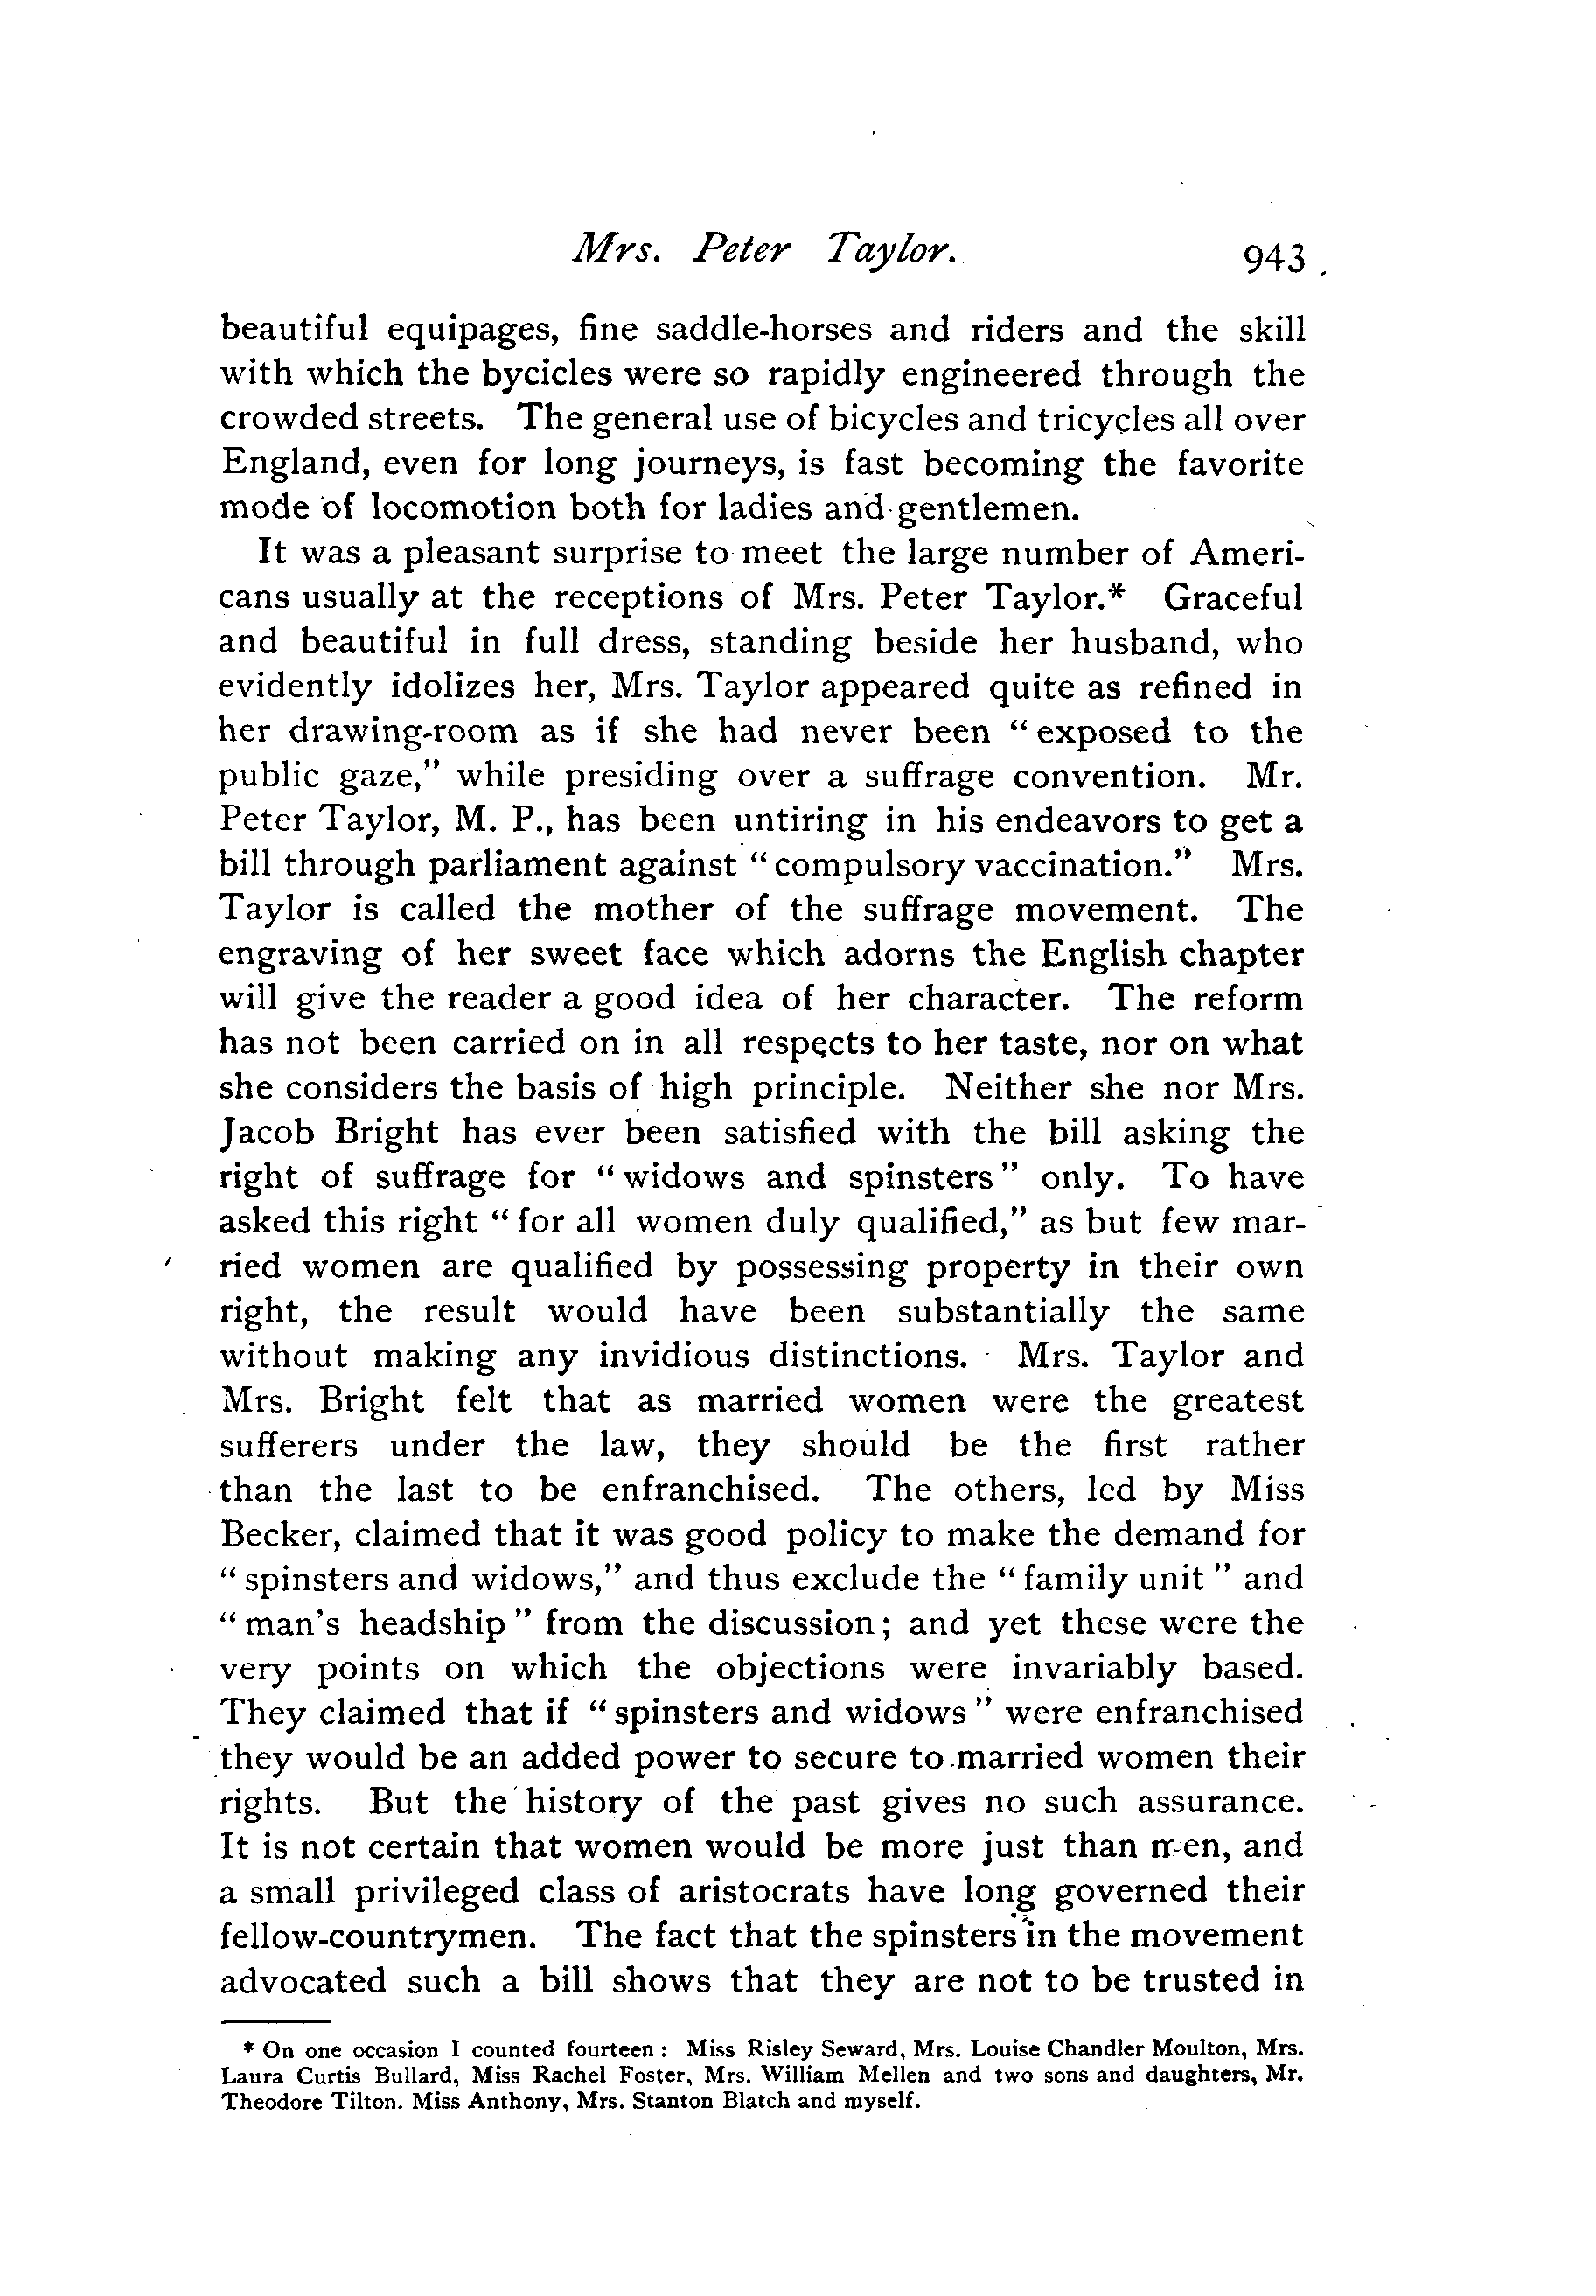 Mrs. Peter Taylor. 943
beautiful equipages, fine saddle-horses and riders and the skill
with which the bycicles were so rapidly engineered through the
crowded streets. The general use of bicycles and tricycles all over
England, even for long journeys, is fast becoming the favorite
mode of locomotion both for ladies and gentlemen.
It was a pleasant surprise to meet the large number of Ameri-
cans usually at the receptions of Mrs. Peter Taylor.* Graceful
and beautiful in full dress, standing beside her husband, who
evidently idolizes her, Mrs. Taylor appeared quite as refined in
her drawing-room as if she had never been "exposed to the
public gaze," while presiding over a suffrage convention. Mr.
Peter Taylor, M. P., has been untiring in his endeavors to get a
bill through parliament against "compulsory vaccination." Mrs.
Taylor is called the mother of the suffrage movement. The
engraving of her sweet face which adorns the English chapter
will give the reader a good idea of her character. The reform
has not been carried on in all respects to her taste, nor on what
she considers the basis of high principle. Neither she nor Mrs.
Jacob Bright has ever been satisfied with the bill asking the
right of suffrage for "widows and spinsters" only. To have
asked this right "for all women duly qualified," as but few mar-
ried women are qualified by possessing property in their own
right, the result would have been substantially the same
without making any invidious distinctions. Mrs. Taylor and
Mrs. Bright felt that as married women were the greatest
sufferers under the law, they should be the first rather
than the last to be enfranchised. The others, led by Miss
Becker, claimed that it was good policy to make the demand for
"spinsters and widows," and thus exclude the "family unit" and
"man's headship" from the discussion; and yet these were the
very points on which the objections were invariably based.
They claimed that if "spinsters and widows" were enfranchised
they would be an added power to secure to married women their
rights. But the history of the past gives no such assurance.
It is not certain that women would be more just than men, and
a small privileged class of aristocrats have long governed their
fellow-countrymen. The fact that the spinsters in the movement
advocated such a bill shows that they are not to be trusted in
* On one occasion I counted fourteen: Miss Risley Seward, Mrs. Louise Chandler Moulton, Mrs.
Laura Curtis Bullard, Miss Rachel Foster, Mrs. William Mellen and two sons and daughters, Mr.
Theodore Tilton. Miss Anthony, Mrs. Stanton Blatch and myself.